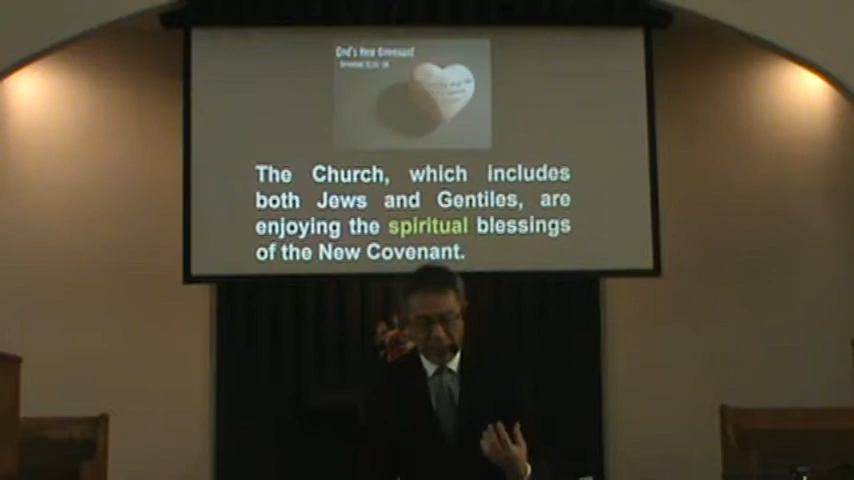 God's New Covenant
The Church, which includes
both Jews and Gentiles, are
enjoying the spiritual blessings
of the New Covenant.